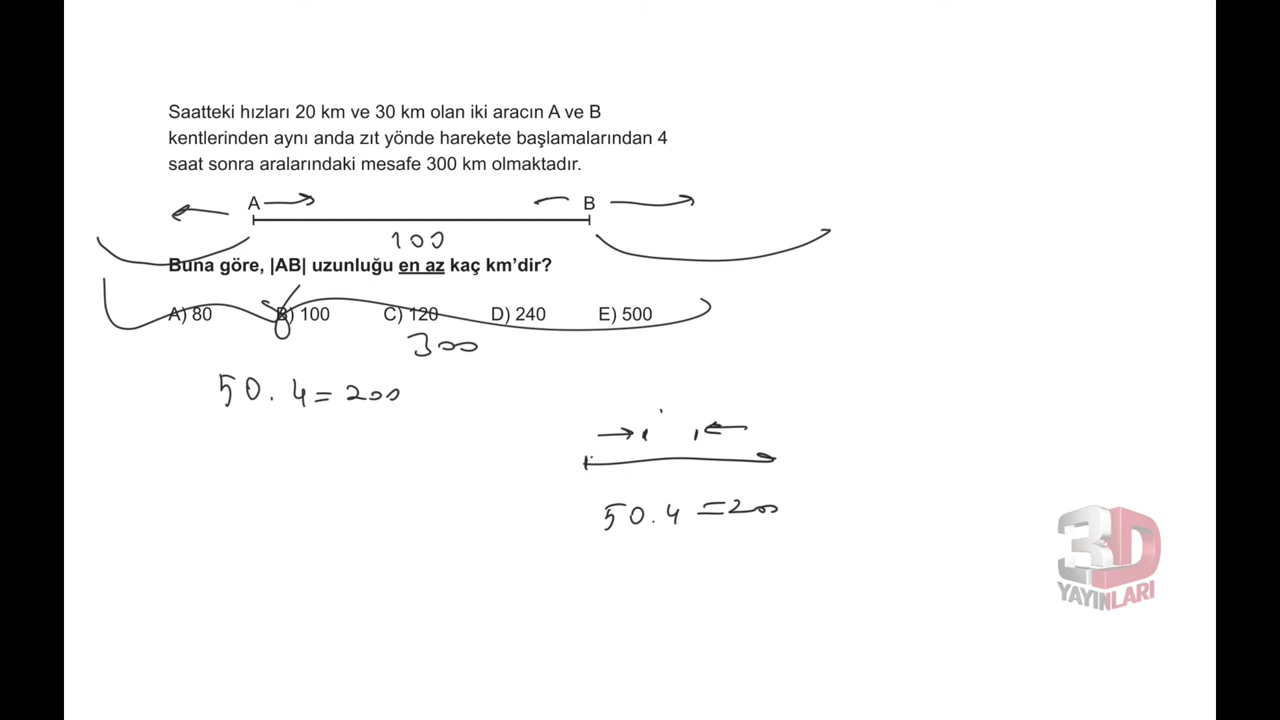 Saatteki hızları 20 km ve 30 km olan iki aracın A ve B
kentlerinden aynı anda zıt yönde harekete başlamalarından 4
saat sonra aralarındaki mesafe 300 km olmaktadır.
A B
100
Buna göre, |AB| uzunluğu en az kaç km'dir?
A) 80 B) 100 C) 120 D) 240 E) 500
300
50.4=200
50.4=200
3D
YAYINLARI